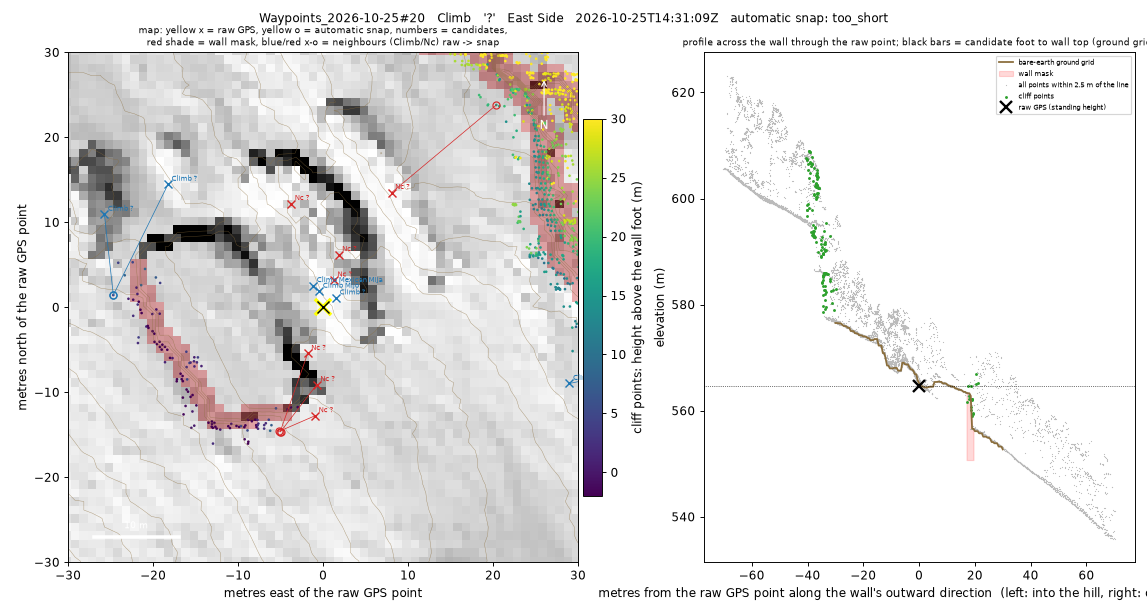 Waypoints_2026-10-25#20 Climb '?' East Side 2026-10-25T14:31:09Z automatic snap: too_short
map: yellow x = raw GPS, yellow o = automatic snap, numbers = candidates,
red shade = wall mask, blue/red x-o = neighbours (Climb/Nc) raw -> snap
profile across the wall through the raw point; black bars = candidate foot to wall top (ground gri
bare-earth ground grid
wall mask
all points within 2.5 m of the line
cliff points
raw GPS (standing height)
N
Climb ?
Nc ?
Nc ?
Nc ?
Nc ?
Climb
Nc ?
Nc ?
Nc ?
30
20
10
0
−10
−20
−30
−30
−20
−10
0
10
20
30
metres east of the raw GPS point
metres north of the raw GPS point
30
25
20
15
10
5
0
cliff points: height above the wall foot (m)
620
600
580
560
540
elevation (m)
−60
−40
−20
0
20
40
60
metres from the raw GPS point along the wall's outward direction (left: into the hill, right: